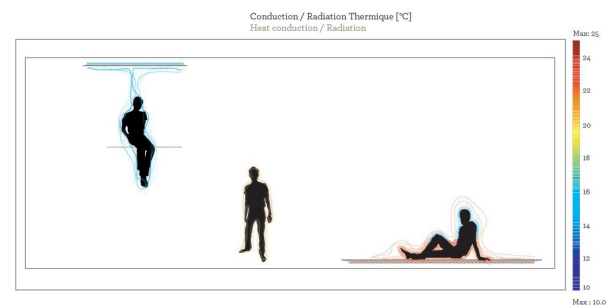 Conduction / Radiation Thermique [°C]
Heat conduction / Radiation
Max: 25
24
22
20
18
16
14
12
10
Max : 10.0